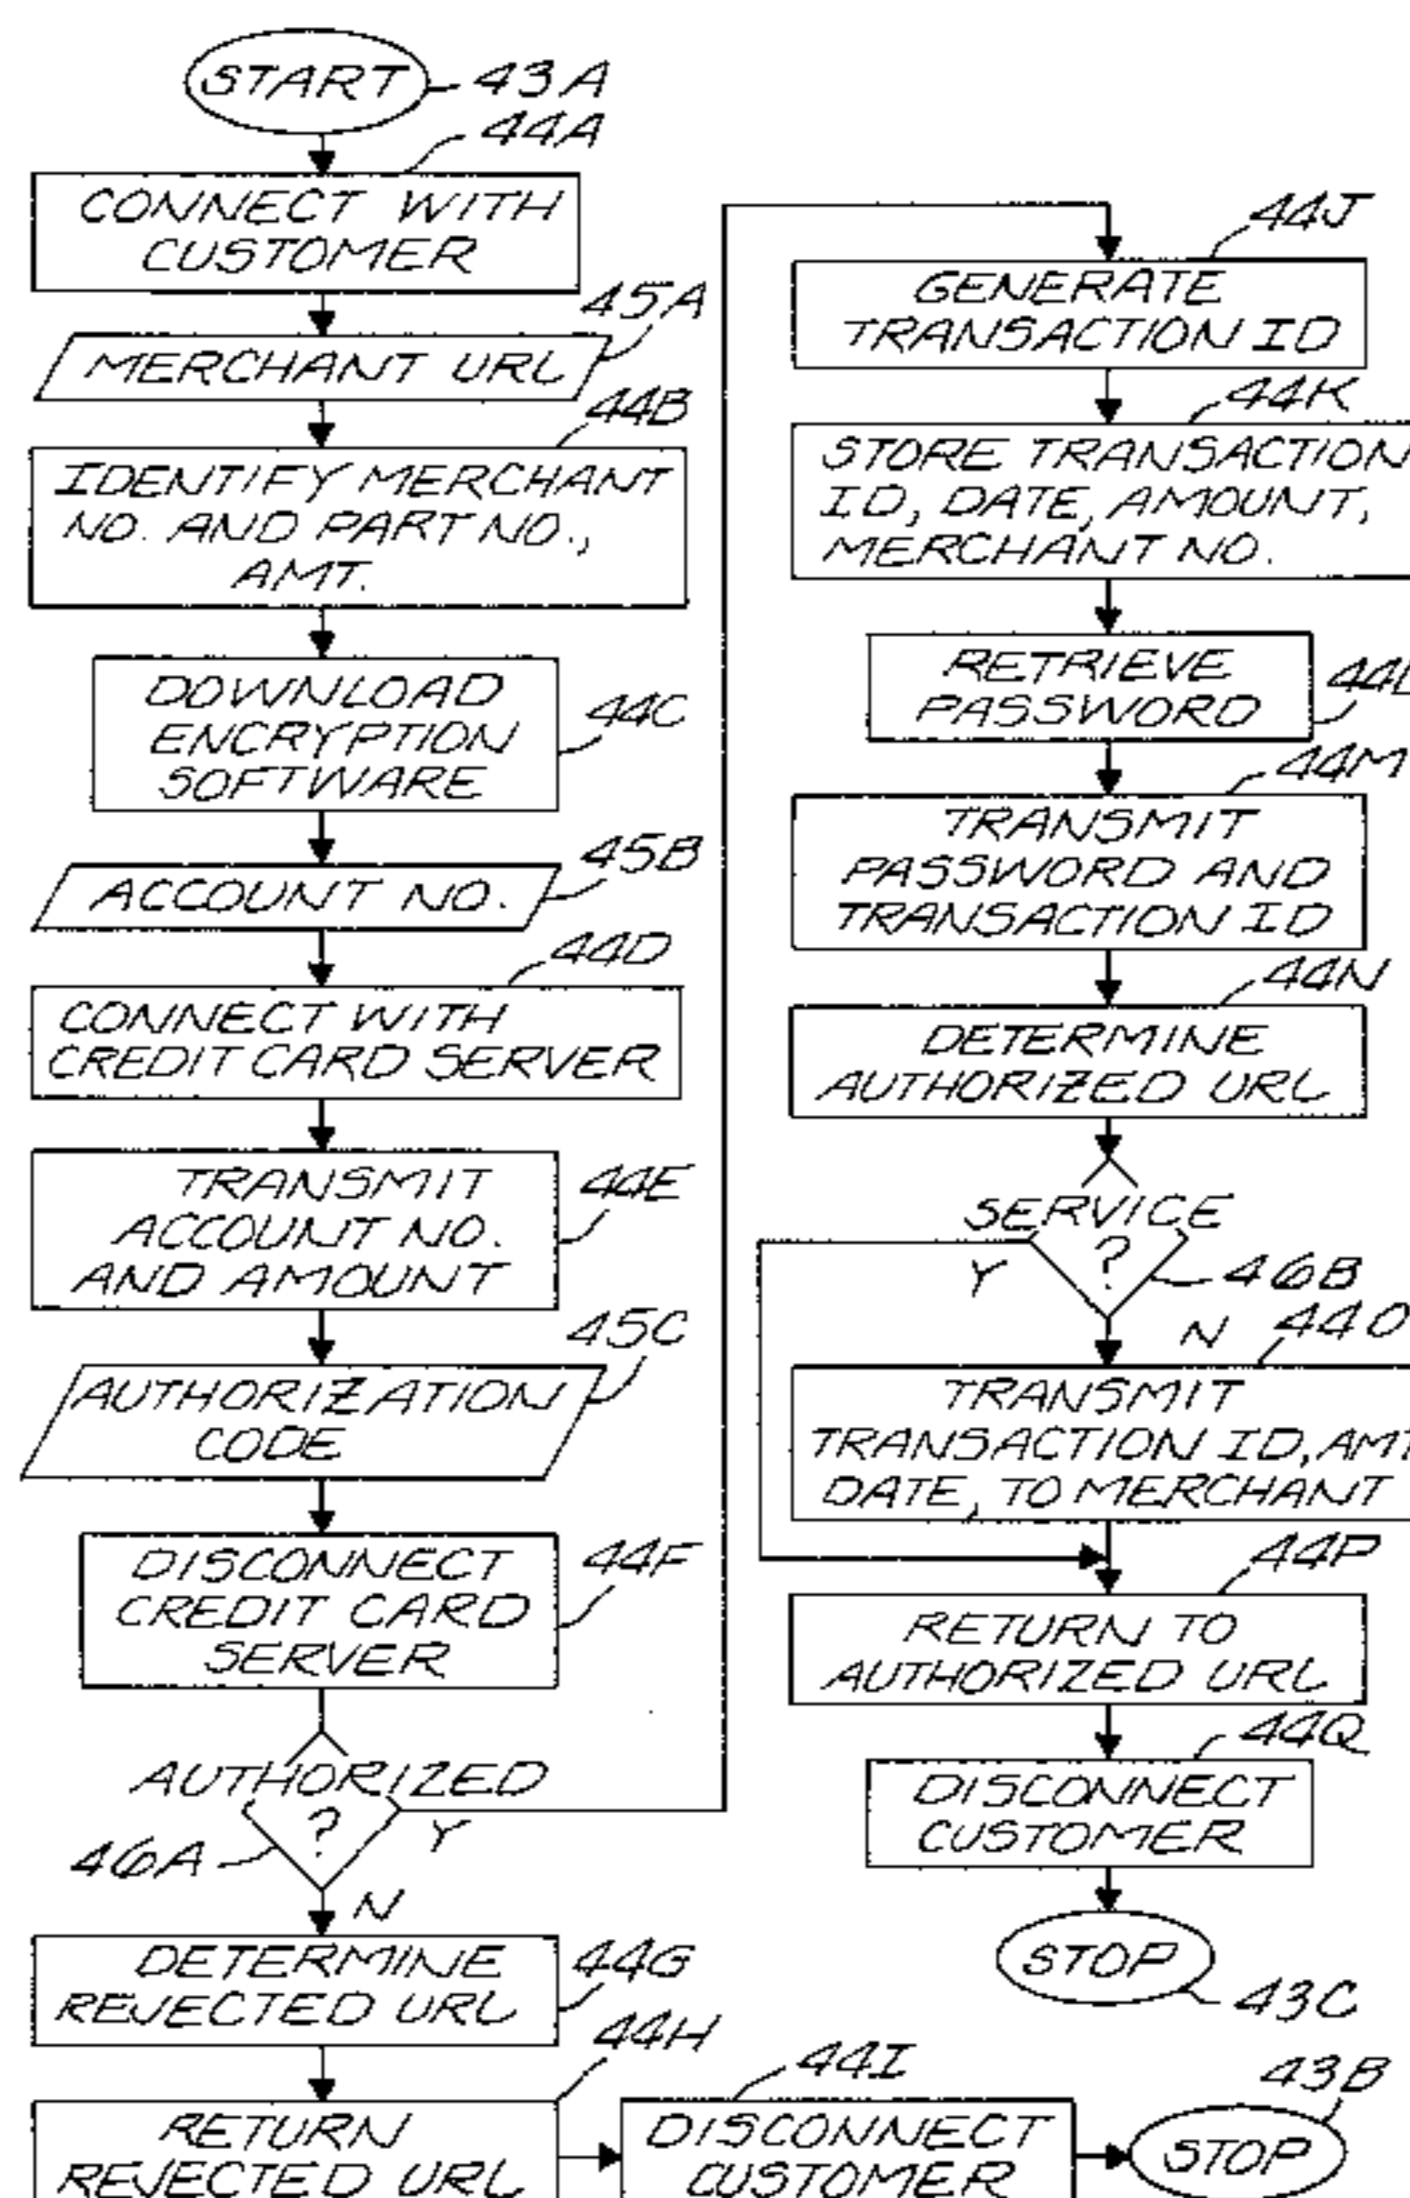 START
43A
44A
CONNECT WITH
CUSTOMER
45A
MERCHANT URL
44B
IDENTIFY MERCHANT
NO. AND PART NO.,
AMT.
DOWNLOAD
ENCRYPTION
SOFTWARE
44C
45B
ACCOUNT NO.
44D
CONNECT WITH
CREDIT CARD SERVER
TRANSMIT
ACCOUNT NO.
AND AMOUNT
44E
45C
AUTHORIZATION
CODE
DISCONNECT
CREDIT CARD
SERVER
44F
AUTHORIZED
?
Y
46A
N
DETERMINE
REJECTED URL
44G
44H
RETURN
REJECTED URL
44I
DISCONNECT
CUSTOMER
43B
STOP
44J
GENERATE
TRANSACTION ID
44K
STORE TRANSACTION
ID, DATE, AMOUNT,
MERCHANT NO.
RETRIEVE
PASSWORD
44L
44M
TRANSMIT
PASSWORD AND
TRANSACTION ID
44N
DETERMINE
AUTHORIZED URL
SERVICE
?
Y
46B
N
44O
TRANSMIT
TRANSACTION ID, AMT
DATE, TO MERCHANT
44P
RETURN TO
AUTHORIZED URL
44Q
DISCONNECT
CUSTOMER
STOP
43C